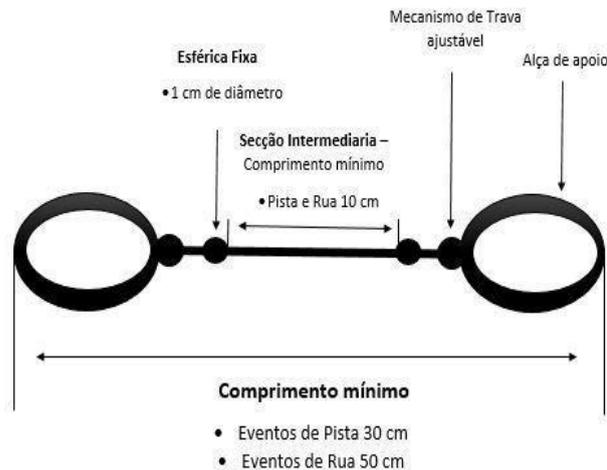 Mecanismo de Trava
ajustável
Esférica Fixa
•1 cm de diâmetro
Alça de apoio
Secção Intermediaria –
Comprimento mínimo
•Pista e Rua 10 cm
Comprimento mínimo
• Eventos de Pista 30 cm
• Eventos de Rua 50 cm